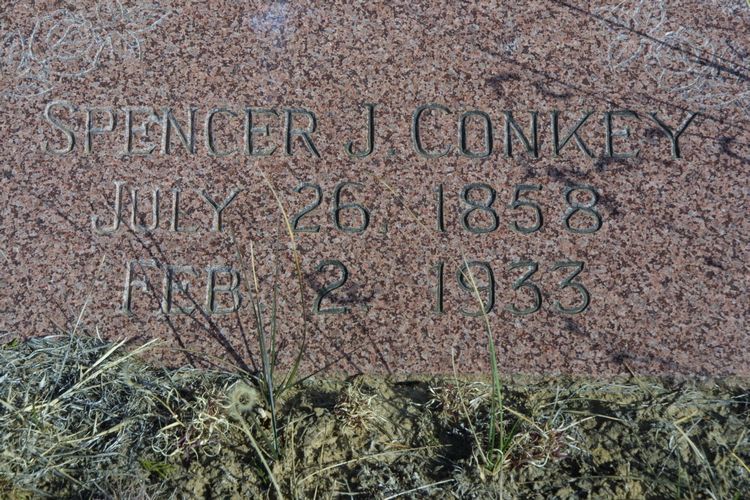 Spencer J. Conkey
July 26. 1858
Feb 2. 1933